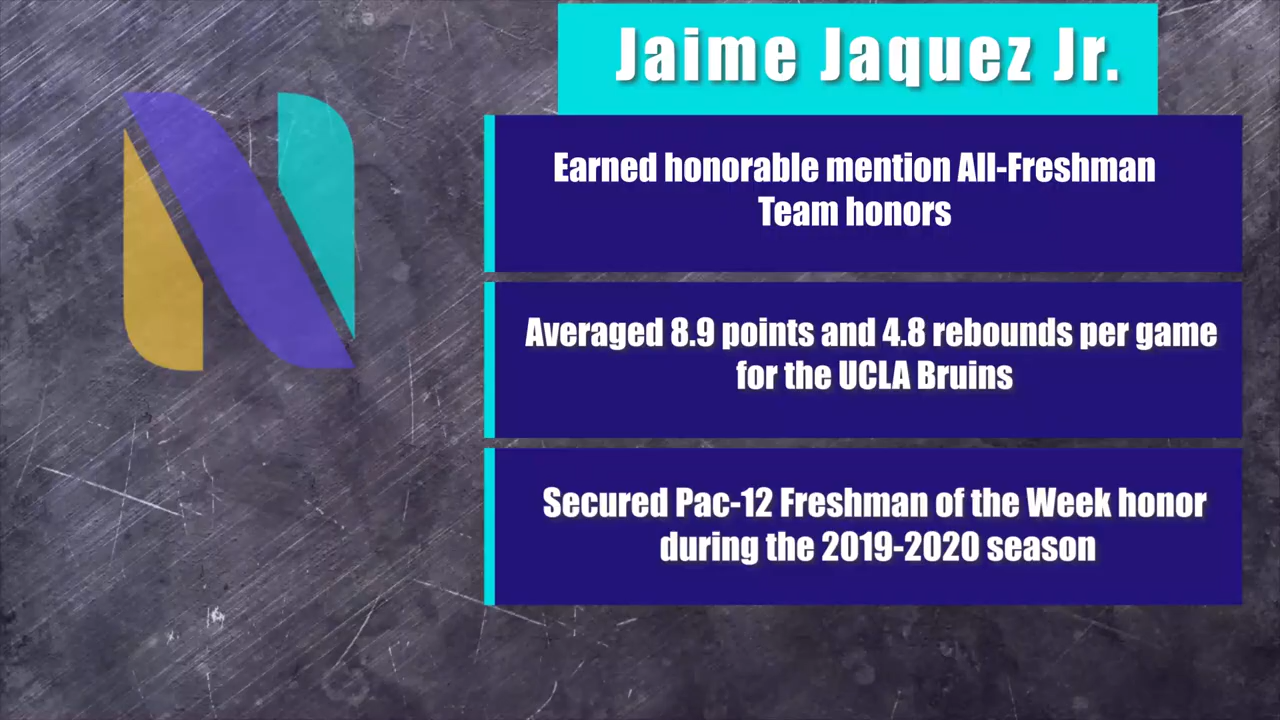 Jaime Jaquez Jr.
Earned honorable mention All-Freshman
Team honors
Averaged 8.9 points and 4.8 rebounds per game
for the UCLA Bruins
Secured Pac-12 Freshman of the Week honor
during the 2019-2020 season